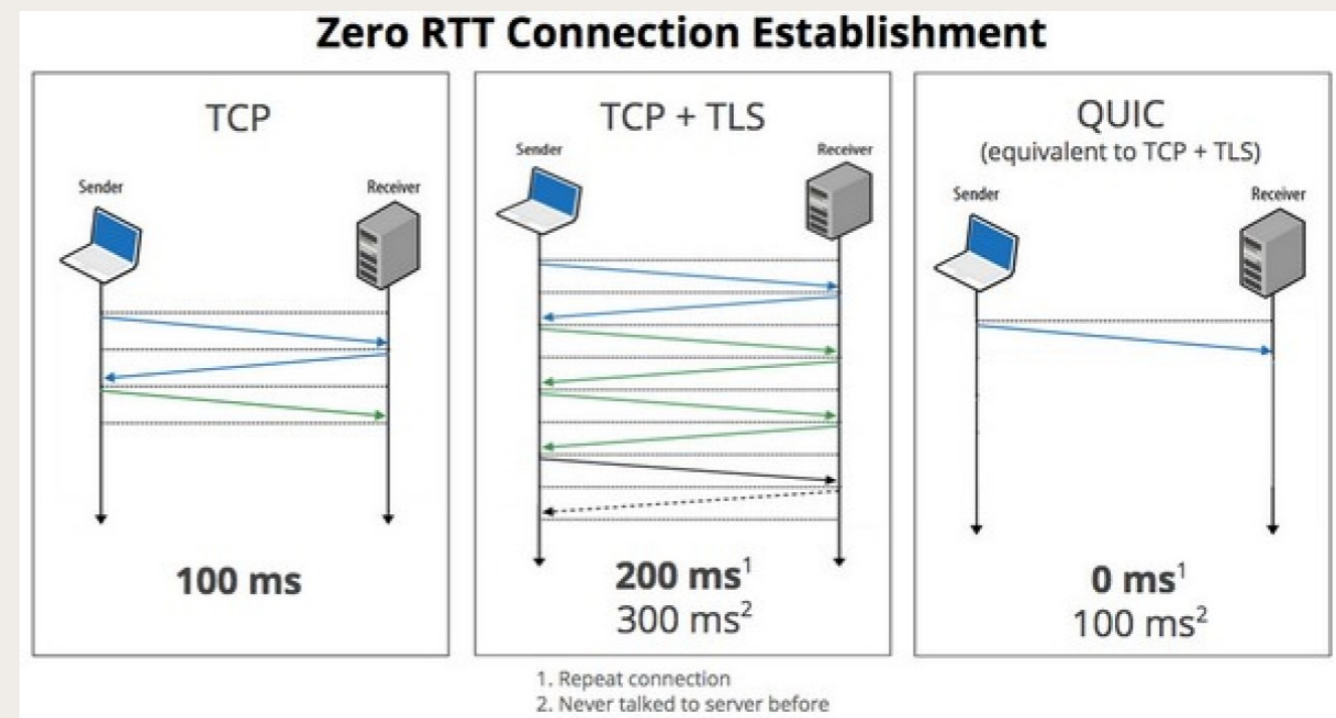 Zero RTT Connection Establishment
TCP
Sender
Receiver
100 ms
TCP + TLS
Sender
Receiver
200 ms¹
300 ms²
QUIC
(equivalent to TCP + TLS)
Sender
Receiver
0 ms¹
100 ms²
1. Repeat connection
2. Never talked to server before